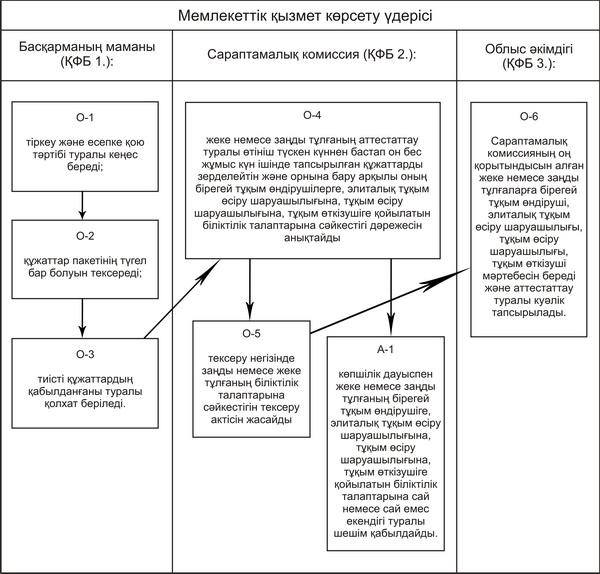 Мемлекеттік қызмет көрсету үдерісі
Басқарманың маманы
(ҚФБ 1.):
Сараптамалық комиссия (ҚФБ 2.):
Облыс әкімдігі
(ҚФБ 3.):
О-1
тіркеу және есепке қою
тәртібі туралы кеңес
береді;
О-2
құжаттар пакетінің түгел
бар болуын тексереді;
О-3
тиісті құжаттардың
қабылданғаны туралы
қолхат беріледі.
О-4
жеке немесе заңды тұлғаның аттестаттау
туралы өтініш түскен күннен бастап он бес
жұмыс күн ішінде тапсырылған құжаттарды
зерделейтін және орнына бару арқылы оның
бірегей тұқым өндірушілерге, элиталық тұқым
өсіру шаруашылығына, тұқым өсіру
шаруашылығына, тұқым өткізушіге қойылатын
біліктілік талаптарына сәйкестігі дәрежесін
анықтайды
О-5
тексеру негізінде
заңды немесе жеке
тұлғаның біліктілік
талаптарына
сәйкестігін тексеру
актісін жасайды
А-1
көпшілік дауыспен
жеке немесе заңды
тұлғаның бірегей
тұқым өндірушіге,
элиталық тұқым өсіру
шаруашылығына,
тұқым өсіру
шаруашылығына,
тұқым өткізушіге
қойылатын біліктілік
талаптарына сай
немесе сай емес
екендігі туралы
шешім қабылдайды.
О-6
Сараптамалық
комиссияның оң
қорытындысын алған
жеке немесе заңды
тұлғаларға бірегей
тұқым өндіруші,
элиталық тұқым
өсіру шаруашылығы,
тұқым өсіру
шаруашылығы,
тұқым өткізуші
мәртебесін береді
және аттестаттау
туралы куәлік
тапсырылады.